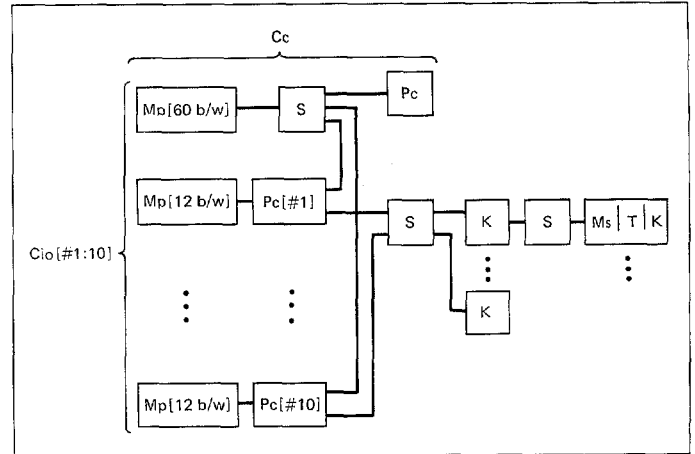 Cc
Mp[60 b/w] S Pc
Mp[12 b/w] Pc[#1] S K S Ms T K
Cio[#1:10]
K
Mp[12 b/w] Pc[#10]